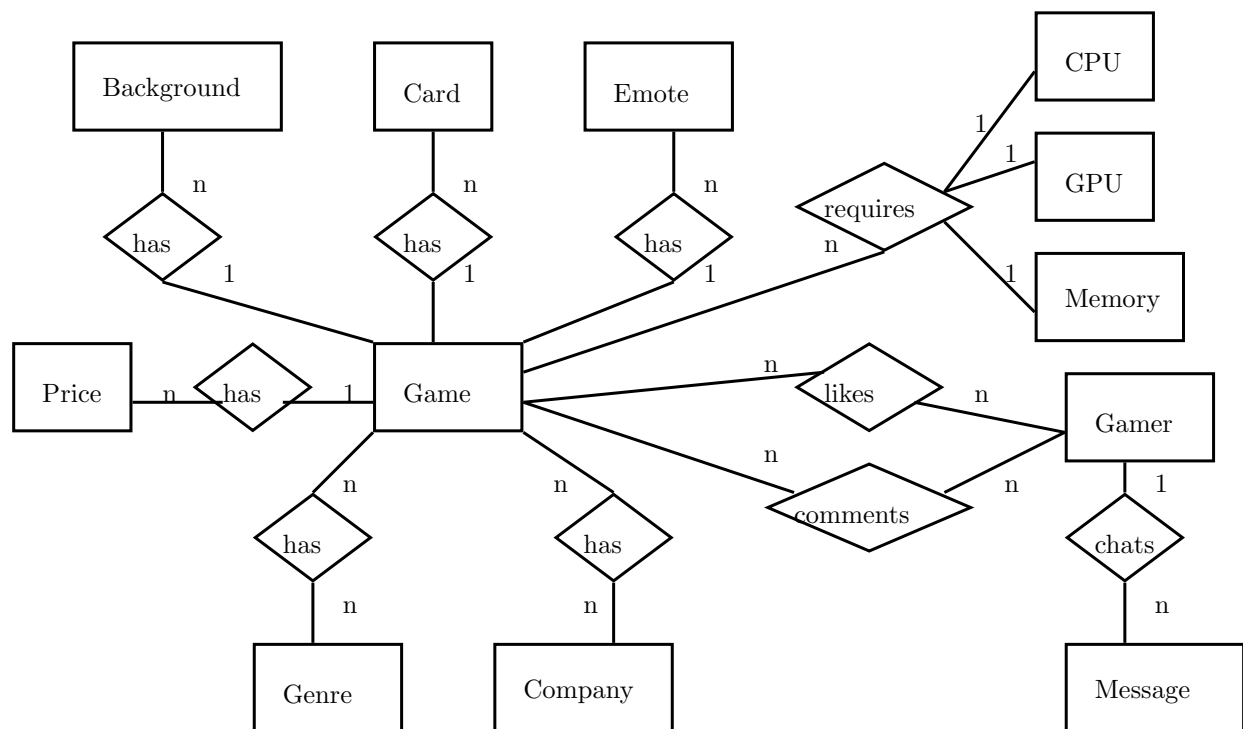 CPU
Background
Card
Emote
1
1
n
n
n
GPU
requires
has
has
has
n
1
1
1
1
Memory
n
Price
n
has
1
Game
likes
n
Gamer
n
n
n
n
1
comments
has
has
chats
n
n
n
Genre
Company
Message